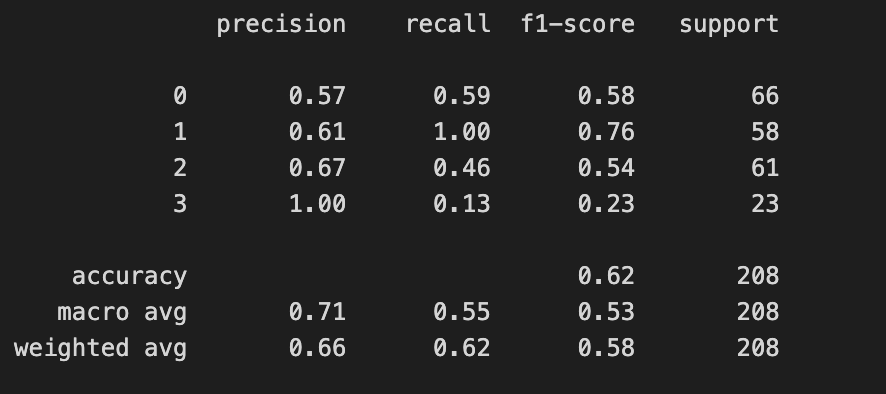 precision recall f1-score support
0 0.57 0.59 0.58 66
1 0.61 1.00 0.76 58
2 0.67 0.46 0.54 61
3 1.00 0.13 0.23 23
accuracy 0.62 208
macro avg 0.71 0.55 0.53 208
weighted avg 0.66 0.62 0.58 208